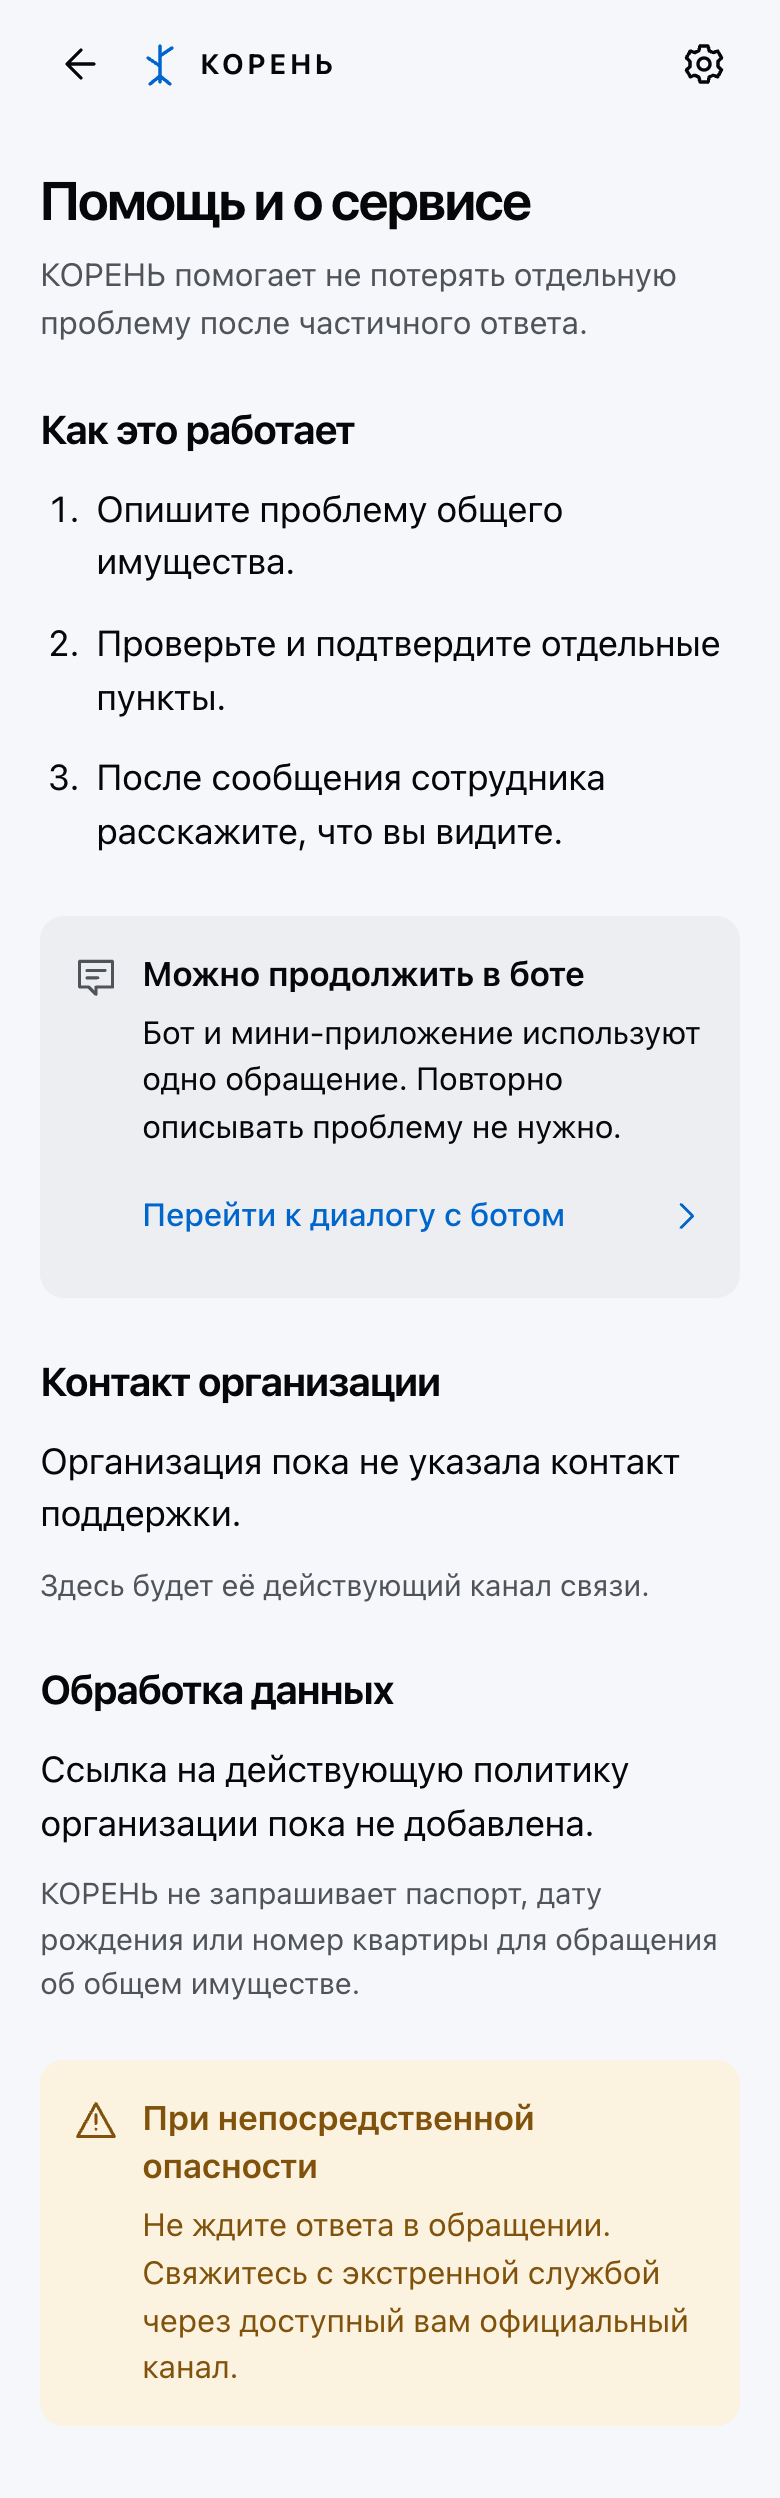 КОРЕНЬ
Помощь и о сервисе
КОРЕНЬ помогает не потерять отдельную
проблему после частичного ответа.
Как это работает
1. Опишите проблему общего
имущества.
2. Проверьте и подтвердите отдельные
пункты.
3. После сообщения сотрудника
расскажите, что вы видите.
Можно продолжить в боте
Бот и мини-приложение используют
одно обращение. Повторно
описывать проблему не нужно.
Перейти к диалогу с ботом
Контакт организации
Организация пока не указала контакт
поддержки.
Здесь будет её действующий канал связи.
Обработка данных
Ссылка на действующую политику
организации пока не добавлена.
КОРЕНЬ не запрашивает паспорт, дату
рождения или номер квартиры для обращения
об общем имуществе.
При непосредственной
опасности
Не ждите ответа в обращении.
Свяжитесь с экстренной службой
через доступный вам официальный
канал.